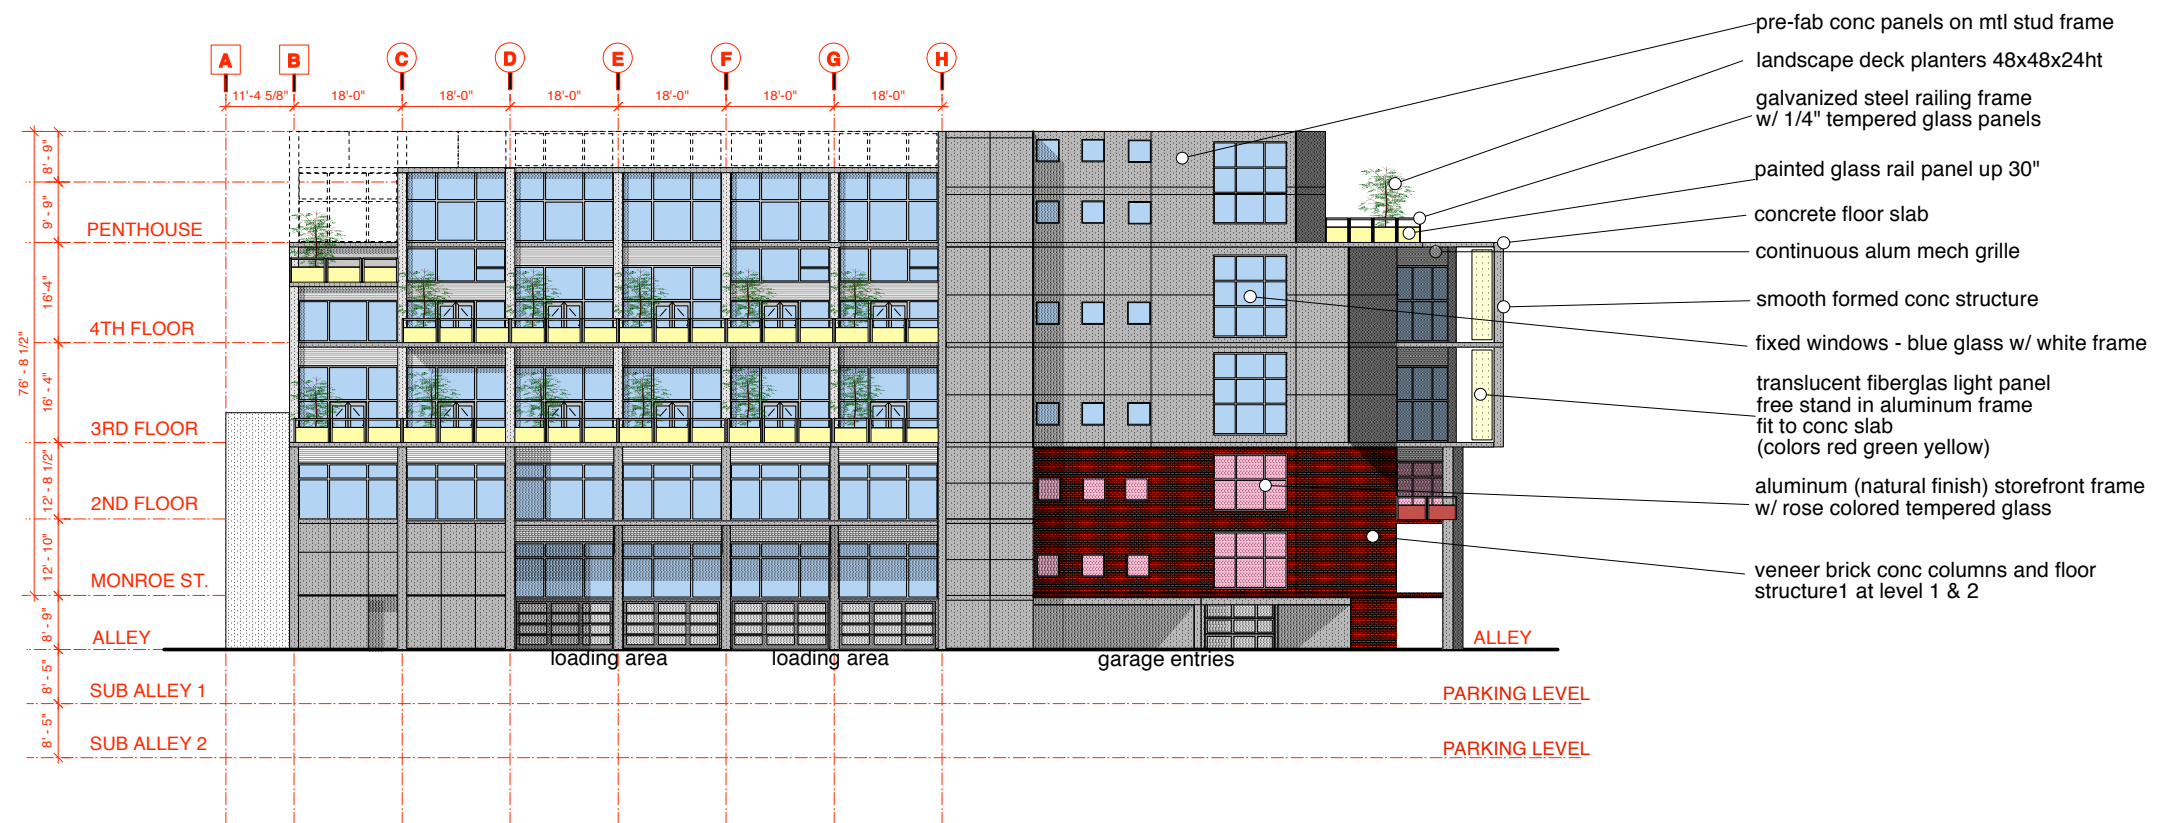 A
B
C
D
E
F
G
H
11'-4 5/8"
18'-0"
18'-0"
18'-0"
18'-0"
18'-0"
18'-0"
8' - 9"
9' - 9"
16'-4"
16' - 4"
12' - 8 1/2"
12' - 10"
8' - 9"
8' - 5"
8' - 5"
76' - 8 1/2"
PENTHOUSE
4TH FLOOR
3RD FLOOR
2ND FLOOR
MONROE ST.
ALLEY
SUB ALLEY 1
SUB ALLEY 2
loading area
loading area
garage entries
ALLEY
PARKING LEVEL
PARKING LEVEL
pre-fab conc panels on mtl stud frame
landscape deck planters 48x48x24ht
galvanized steel railing frame
w/ 1/4" tempered glass panels
painted glass rail panel up 30"
concrete floor slab
continuous alum mech grille
smooth formed conc structure
fixed windows - blue glass w/ white frame
translucent fiberglas light panel
free stand in aluminum frame
fit to conc slab
(colors red green yellow)
aluminum (natural finish) storefront frame
w/ rose colored tempered glass
veneer brick conc columns and floor
structure1 at level 1 & 2